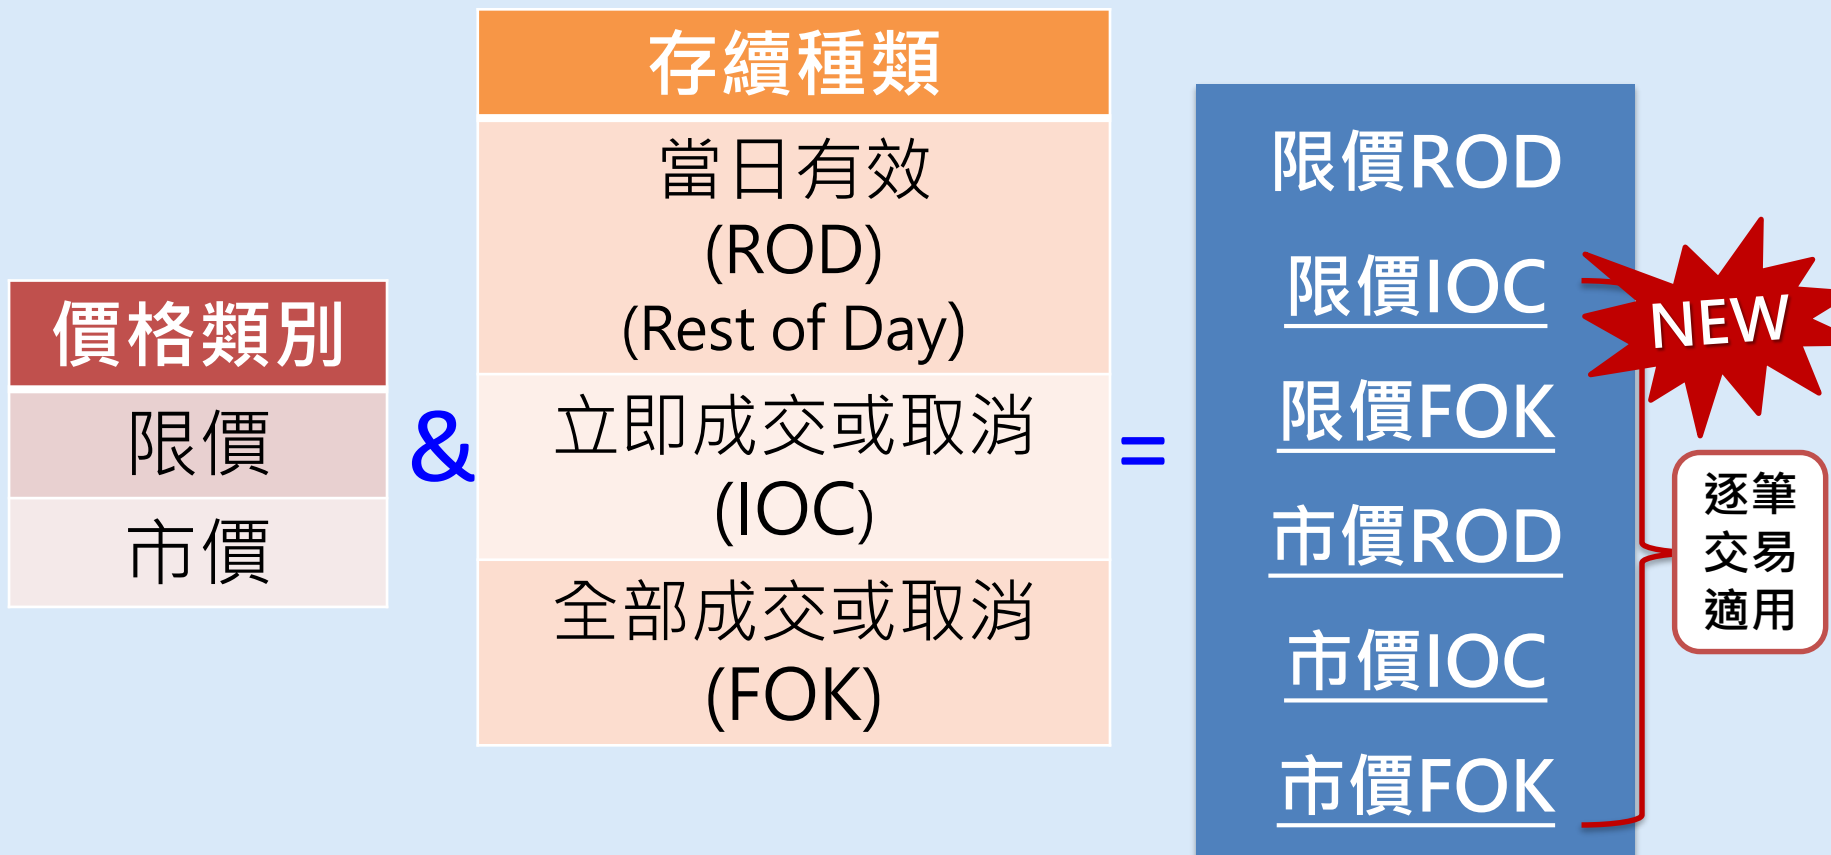 價格類別
限價
市價
&
存續種類
當日有效
(ROD)
(Rest of Day)
立即成交或取消
(IOC)
全部成交或取消
(FOK)
=
限價ROD
限價IOC
限價FOK
市價ROD
市價IOC
市價FOK
NEW
逐筆
交易
適用